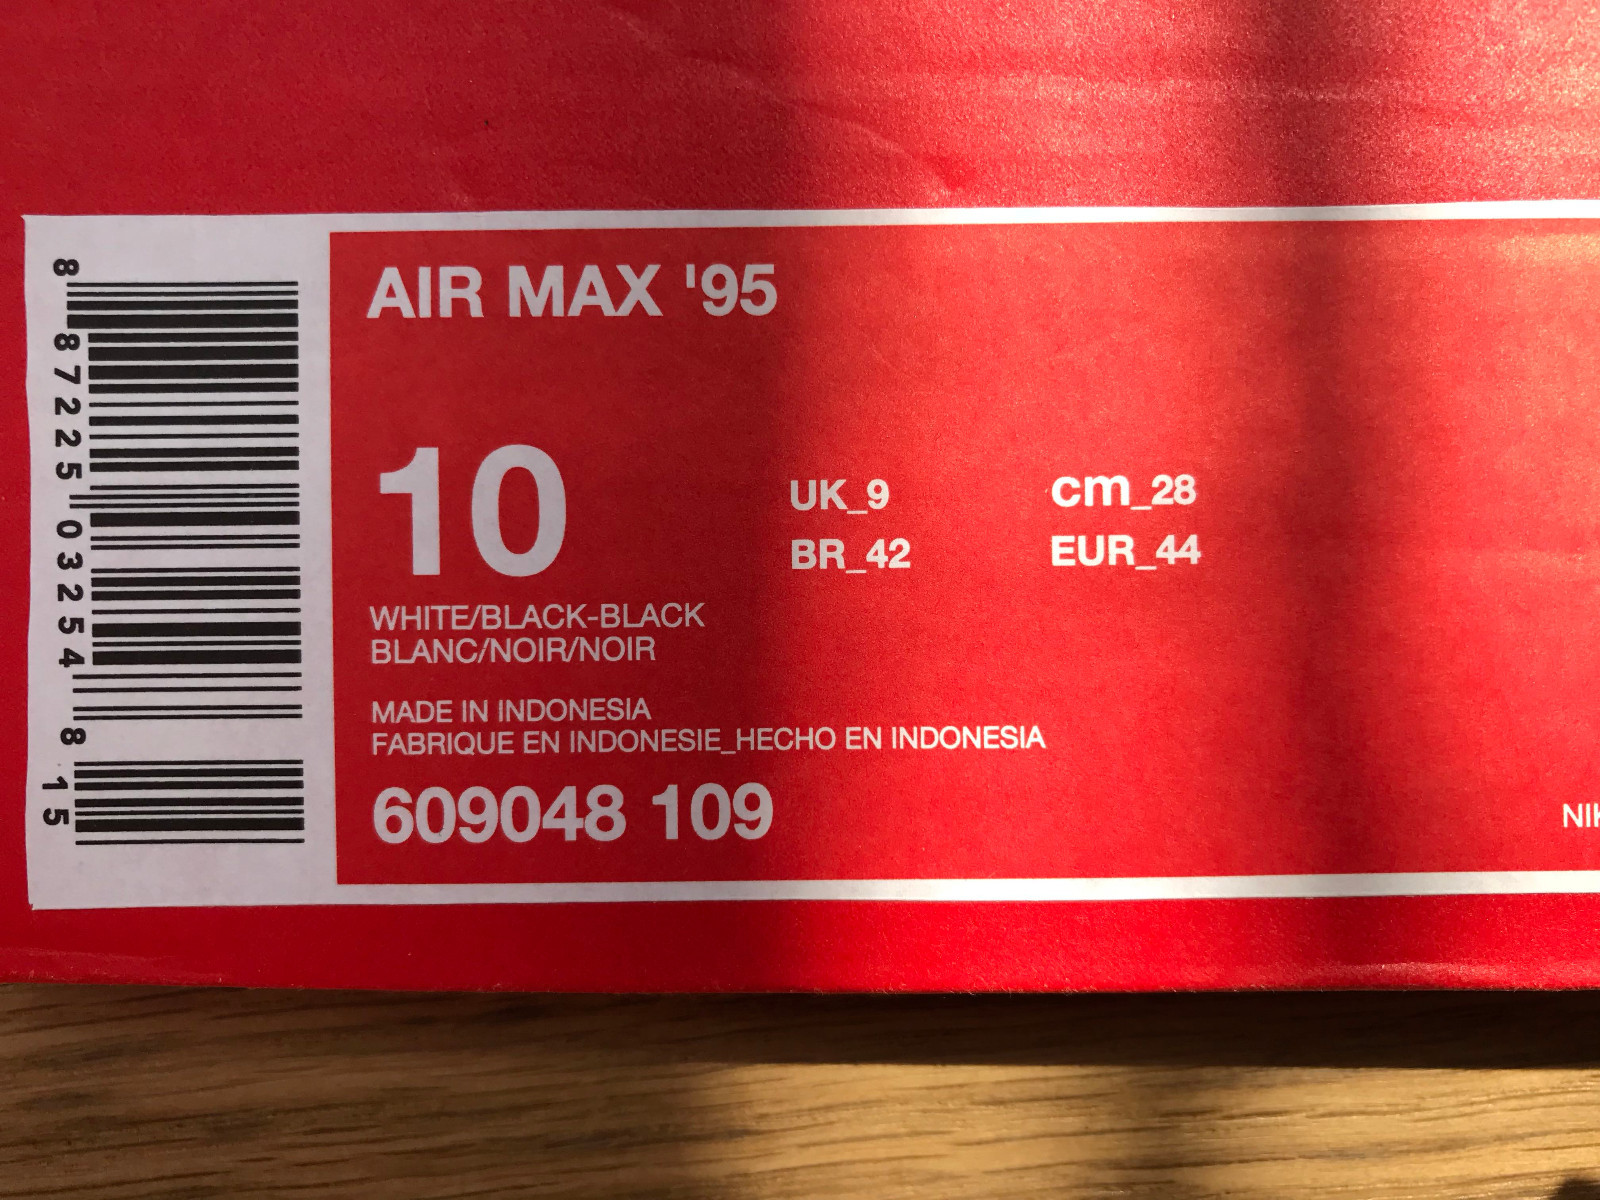 AIR MAX '95
10
UK_9
cm_28
BR_42
EUR_44
WHITE/BLACK-BLACK
BLANC/NOIR/NOIR
MADE IN INDONESIA
FABRIQUE EN INDONESIE_HECHO EN INDONESIA
609048 109
8 87225 03254 8
15